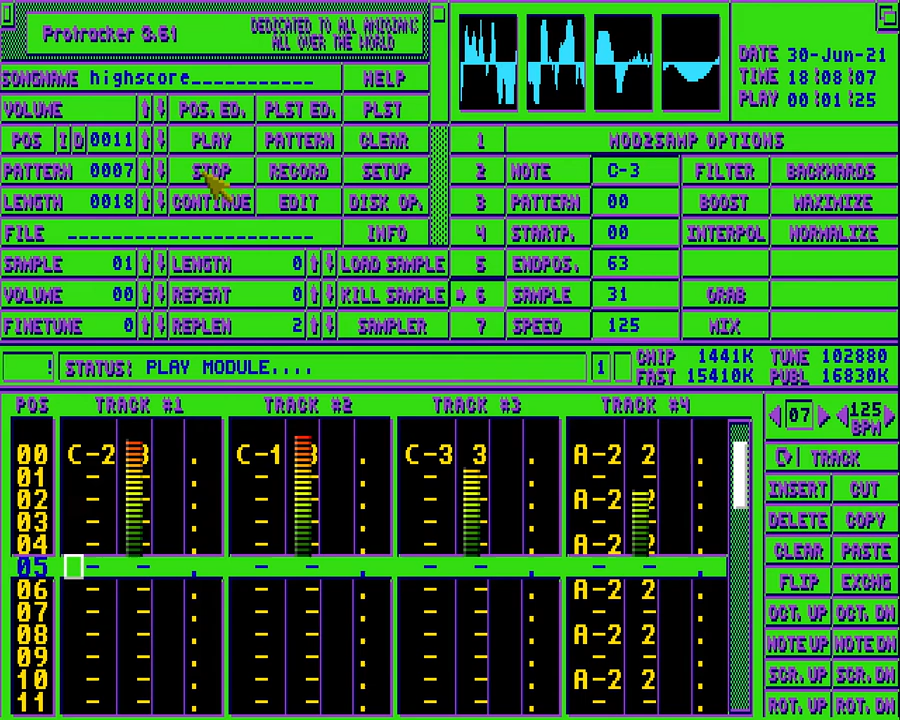 Protracker 3.61 DEDICATED TO ALL AMIGIANS
ALL OVER THE WORLD
DATE 30-Jun-21
TIME 18:08:07
PLAY 00:01:25
SONGNAME highscore___________ HELP
VOLUME POS. ED. PLST ED. PLST
POS I D 0011 PLAY PATTERN CLEAR 1 MOD2SAMP OPTIONS
PATTERN 0007 STOP RECORD SETUP 2 NOTE C-3 FILTER BACKWARDS
LENGTH 0018 CONTINUE EDIT DISK OP. 3 PATTERN 00 BOOST MAXIMIZE
FILE ______________________ INFO 4 STARTP. 00 INTERPOL NORMALIZE
SAMPLE 01 LENGTH 0 LOAD SAMPLE 5 ENDPOS. 63
VOLUME 00 REPEAT 0 KILL SAMPLE 6 SAMPLE 31 GRAB
FINETUNE 0 REPLEN 2 SAMPLER 7 SPEED 125 MIX
! STATUS: PLAY MODULE.... 1 CHIP 1441K TUNE 102880
FAST 15410K PUBL 16830K
POS TRACK #1 TRACK #2 TRACK #3 TRACK #4 07 125 BPM
00 C-2 3 . C-1 3 . C-3 3 . A-2 2 .
01 - - . - - . - - . - - .
02 - - . - - . - - . A-2 2 .
03 - - . - - . - - . - - .
04 - - . - - . - - . A-2 2 .
05 - - . - - . - - . - - .
06 - - . - - . - - . A-2 2 .
07 - - . - - . - - . - - .
08 - - . - - . - - . A-2 2 .
09 - - . - - . - - . - - .
10 - - . - - . - - . A-2 2 .
11 - - . - - . - - . - - .
TRACK
INSERT CUT
DELETE COPY
CLEAR PASTE
FLIP EXCHG
OCT. UP OCT. DN
NOTE UP NOTE DN
SCR. UP SCR. DN
ROT. UP ROT. DN